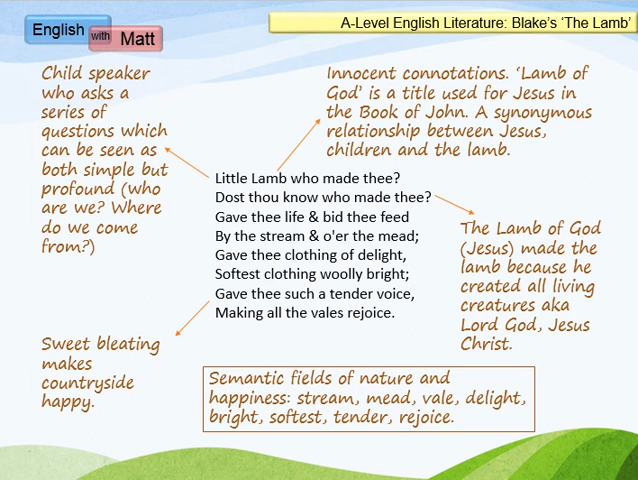 English with Matt
A-Level English Literature: Blake's 'The Lamb'
Child speaker
who asks a
series of
questions which
can be seen as
both simple but
profound (who
are we? Where
do we come
from?)
Innocent connotations. 'Lamb of
God' is a title used for Jesus in
the Book of John. A synonymous
relationship between Jesus,
children and the lamb.
Little Lamb who made thee?
Dost thou know who made thee?
Gave thee life & bid thee feed
By the stream & o'er the mead;
Gave thee clothing of delight,
Softest clothing woolly bright;
Gave thee such a tender voice,
Making all the vales rejoice.
The Lamb of God
(Jesus) made the
lamb because he
created all living
creatures aka
Lord God, Jesus
Christ.
Sweet bleating
makes
countryside
happy.
Semantic fields of nature and
happiness: stream, mead, vale, delight,
bright, softest, tender, rejoice.